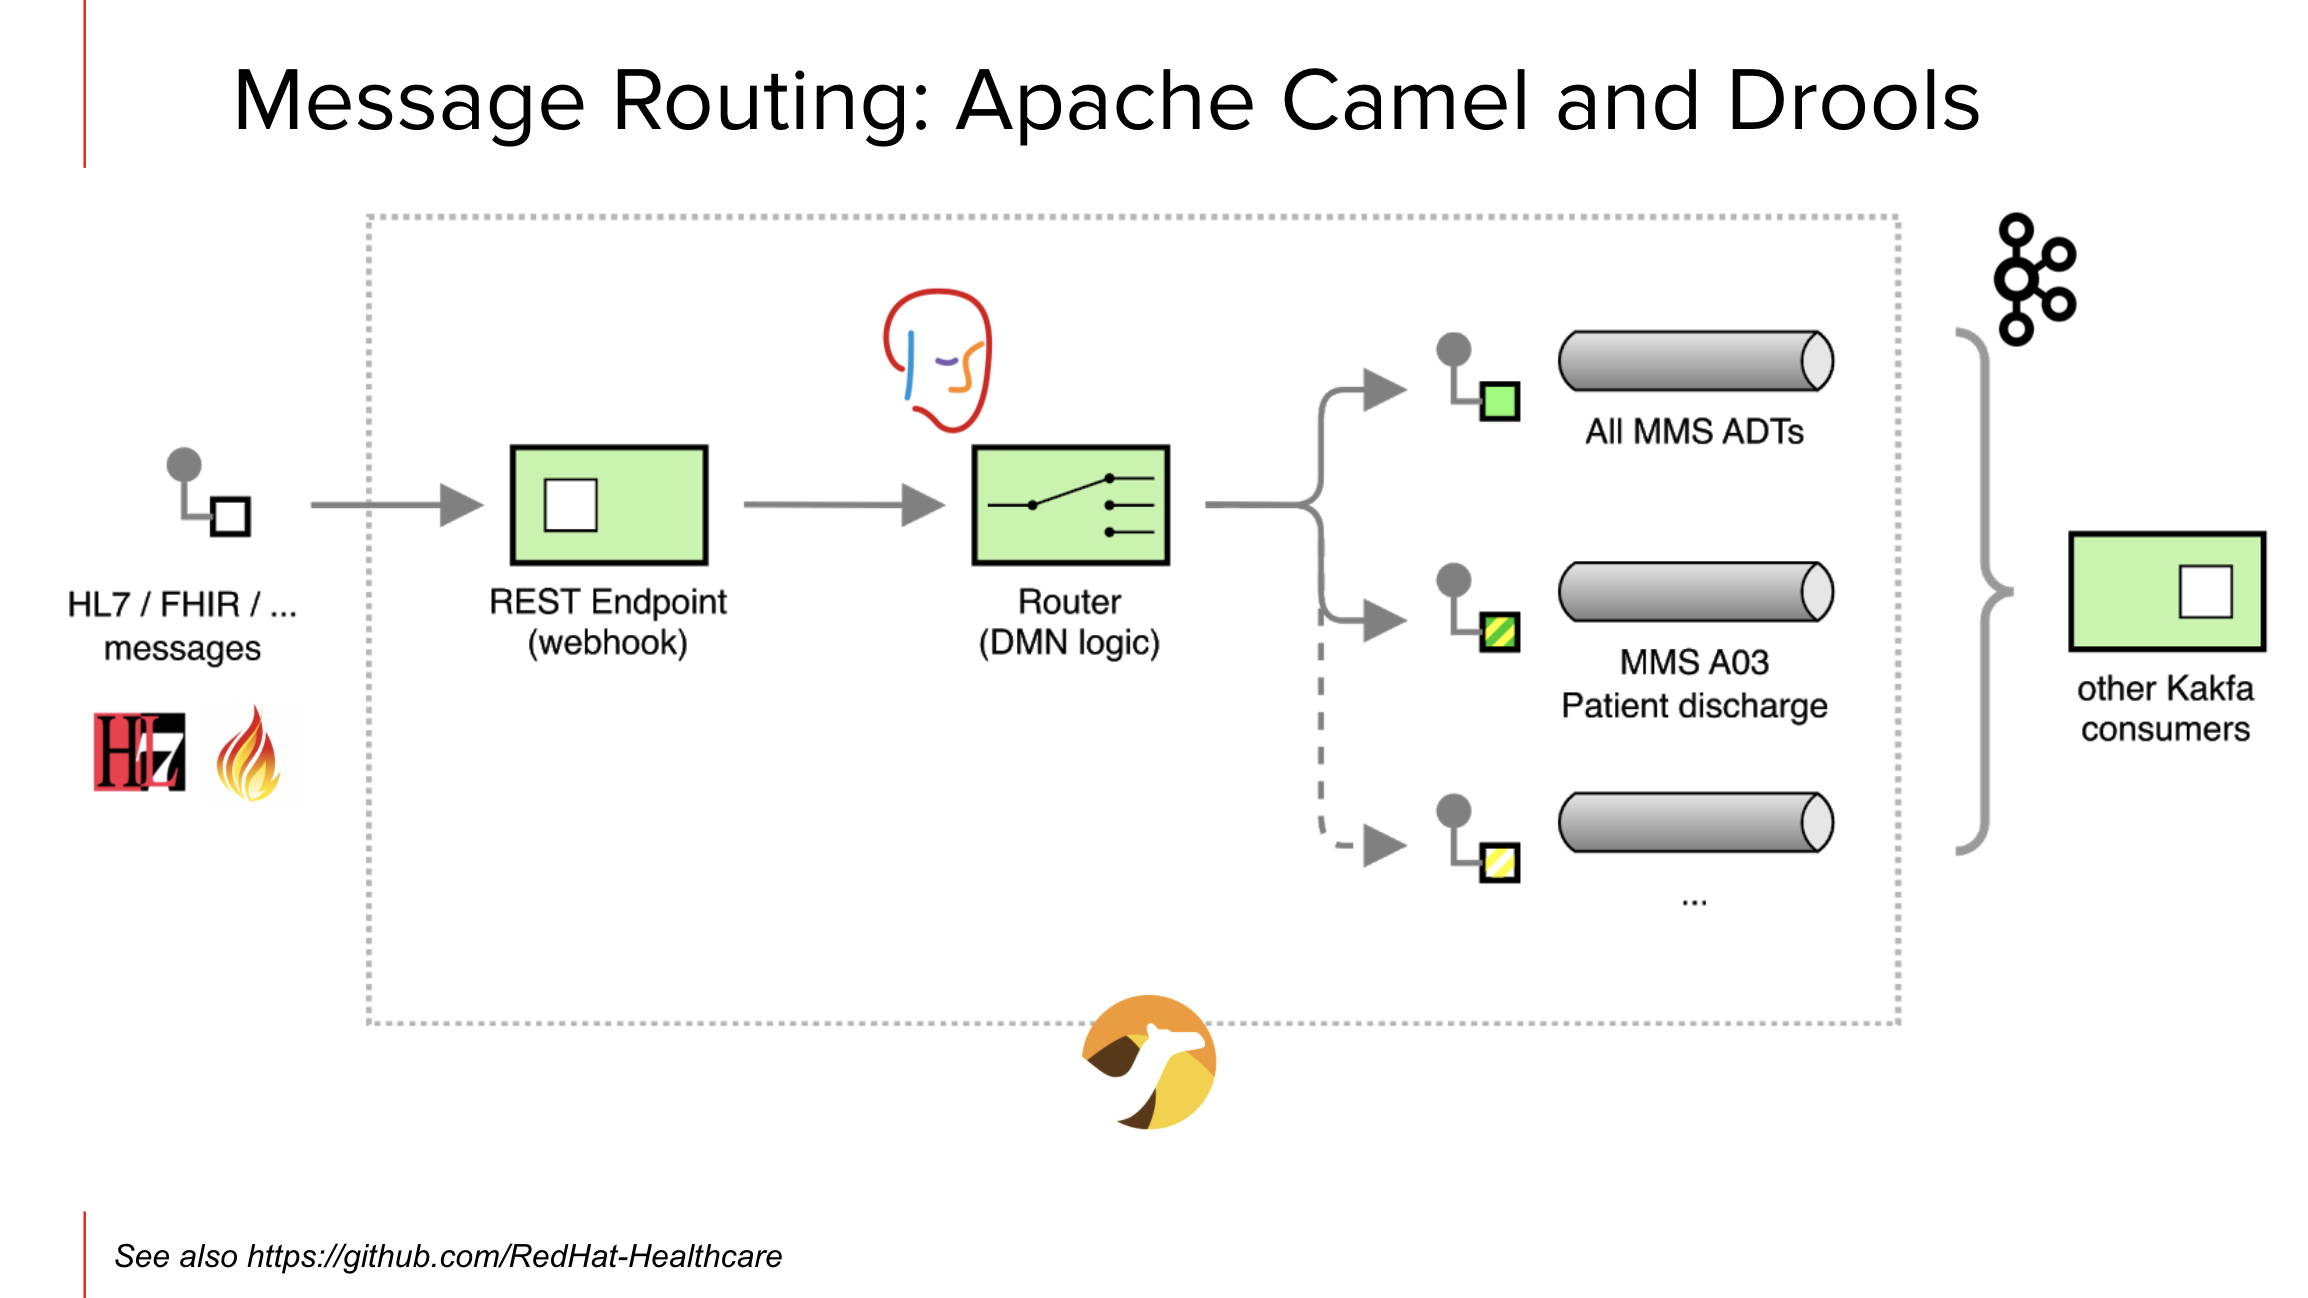 Message Routing: Apache Camel and Drools
HL7 / FHIR / ...
messages
HL7
REST Endpoint
(webhook)
Router
(DMN logic)
All MMS ADTs
MMS A03
Patient discharge
...
other Kakfa
consumers
See also https://github.com/RedHat-Healthcare